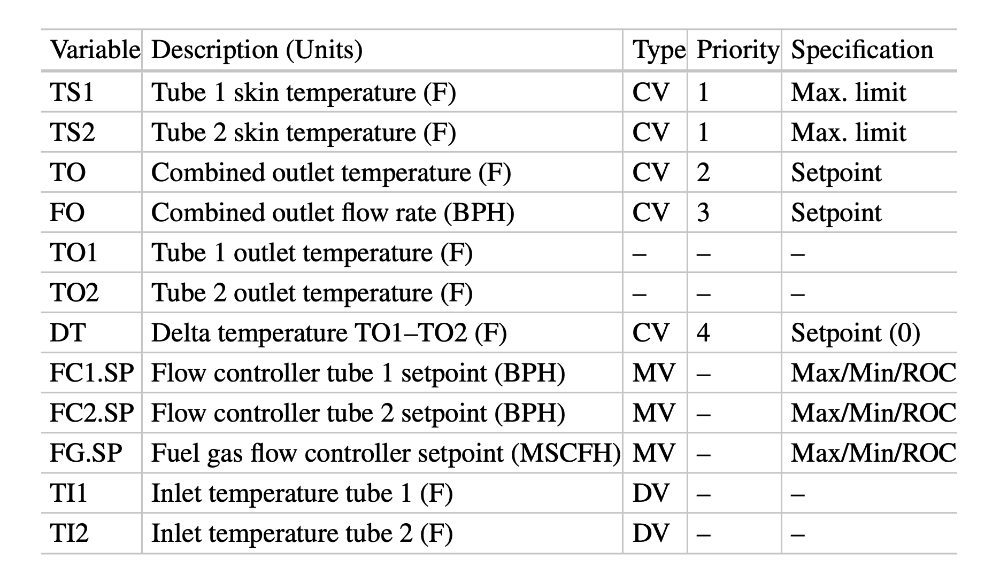 Variable Description (Units) Type Priority Specification
TS1 Tube 1 skin temperature (F) CV 1 Max. limit
TS2 Tube 2 skin temperature (F) CV 1 Max. limit
TO Combined outlet temperature (F) CV 2 Setpoint
FO Combined outlet flow rate (BPH) CV 3 Setpoint
TO1 Tube 1 outlet temperature (F) – – –
TO2 Tube 2 outlet temperature (F) – – –
DT Delta temperature TO1–TO2 (F) CV 4 Setpoint (0)
FC1.SP Flow controller tube 1 setpoint (BPH) MV – Max/Min/ROC
FC2.SP Flow controller tube 2 setpoint (BPH) MV – Max/Min/ROC
FG.SP Fuel gas flow controller setpoint (MSCFH) MV – Max/Min/ROC
TI1 Inlet temperature tube 1 (F) DV – –
TI2 Inlet temperature tube 2 (F) DV – –